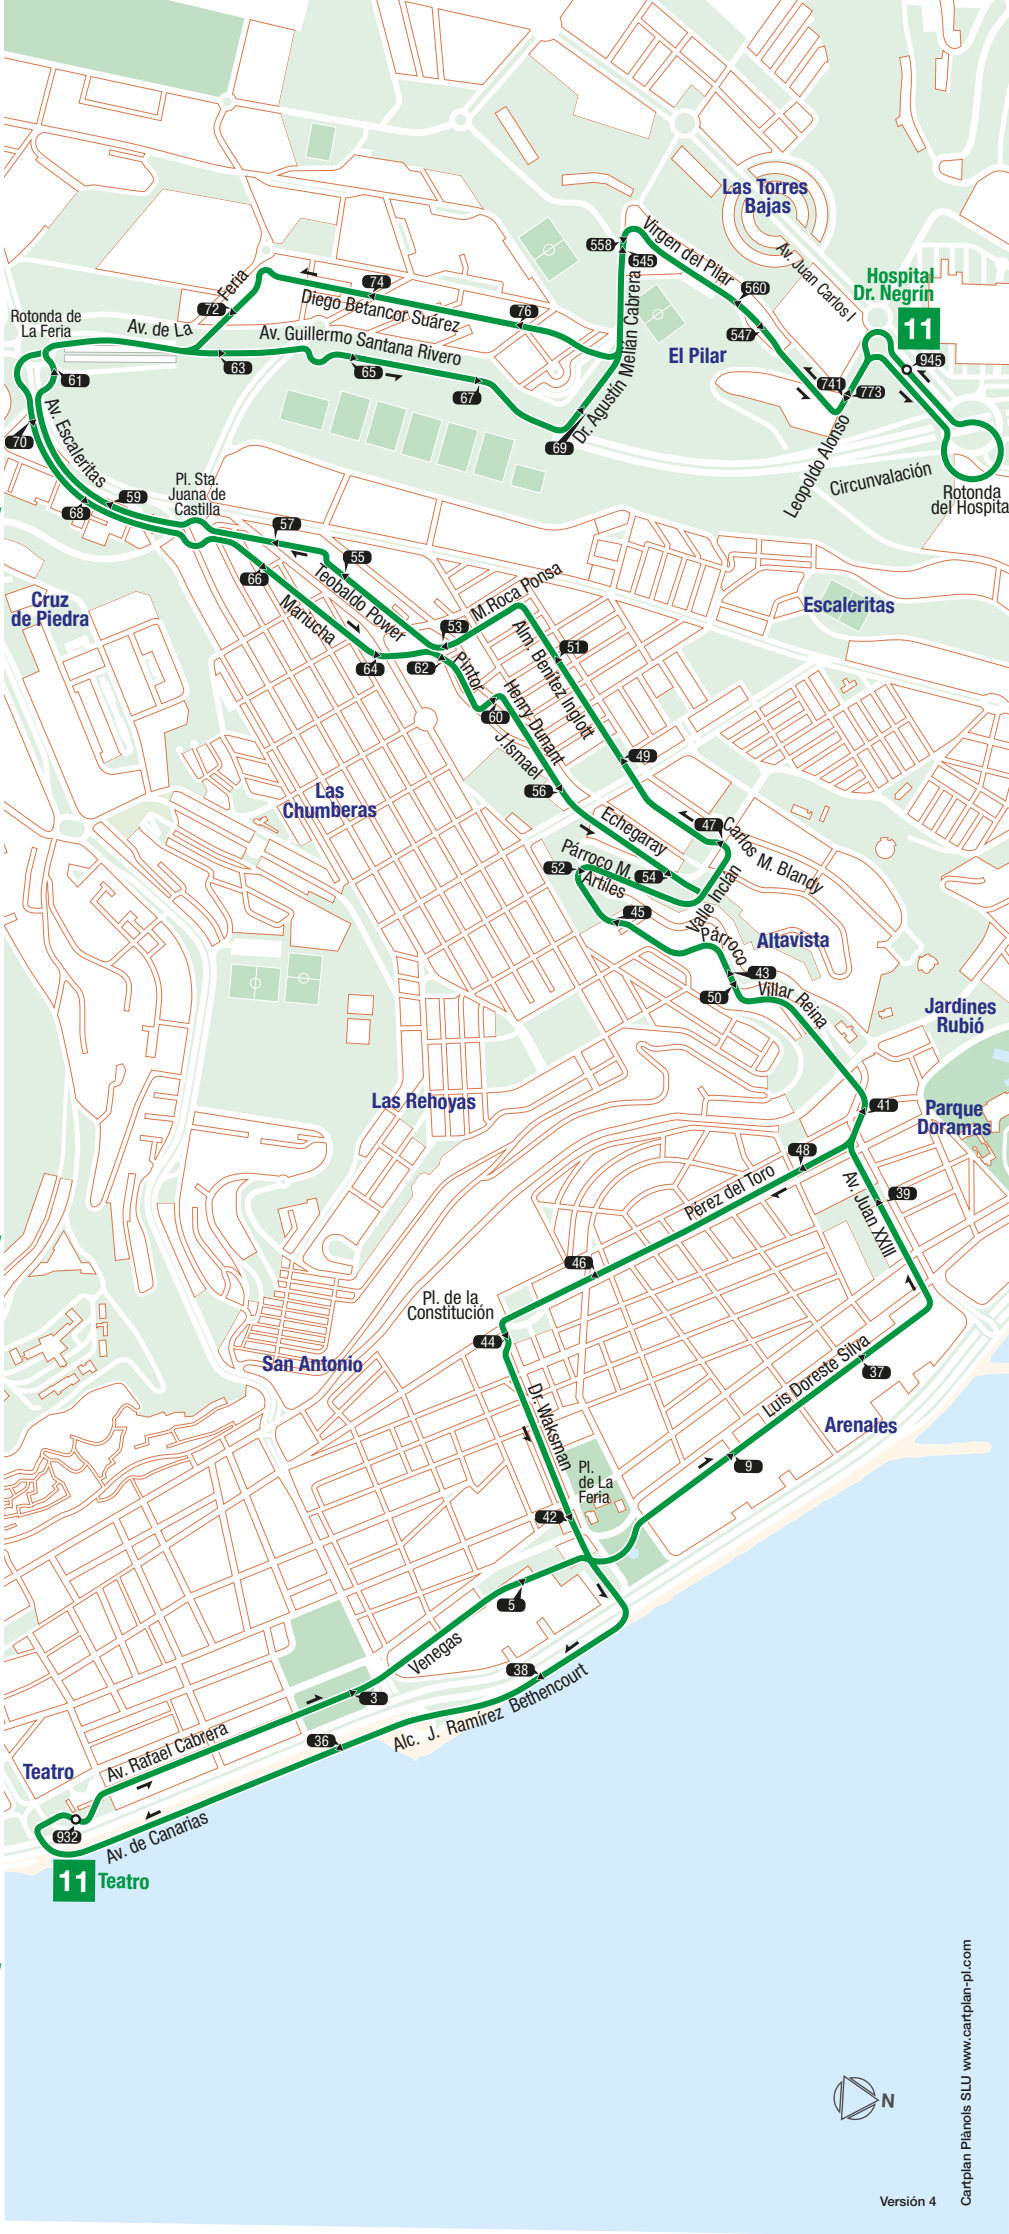 Las Torres
Bajas
Virgen del Pilar
558
545
Av. Juan Carlos I
Hospital
Dr. Negrín
11
Feria
74
Diego Betancor Suárez
72
560
Rotonda de
La Feria
Av. de La
Av. Guillermo Santana Rivero
76
Dr. Agustín Melián Cabrera
547
El Pilar
945
63
65
61
67
741
773
Av. Escaleritas
70
69
Leopoldo Alonso
Circunvalación
Rotonda
del Hospita
Pl. Sta.
Juana de
Castilla
59
68
57
55
66
Teobaldo Power
M.Roca Ponsa
Cruz
de Piedra
Mariucha
Escaleritas
53
Alm. Benítez Inglott
51
64
62
Pintor
60
Henry Dunant
J.Ismael
49
56
Las
Chumberas
Echegaray
47
Carlos M. Blandy
Párroco M.
Artiles
52
54
Valle Inclán
45
Párroco
Altavista
43
50
Villar Reina
Jardines
Rubió
Las Rehoyas
41
Parque
Doramas
48
Pérez del Toro
Av. Juan XXIII
39
46
Pl. de la
Constitución
44
San Antonio
Luis Doreste Silva
37
Dr. Waksman
Arenales
Pl.
de La
Feria
9
42
5
Venegas
38
3
Alc. J. Ramírez Bethencourt
36
Av. Rafael Cabrera
Teatro
932
Av. de Canarias
11
Teatro
N
Cartplan Plànols SLU www.cartplan-pl.com
Versión 4